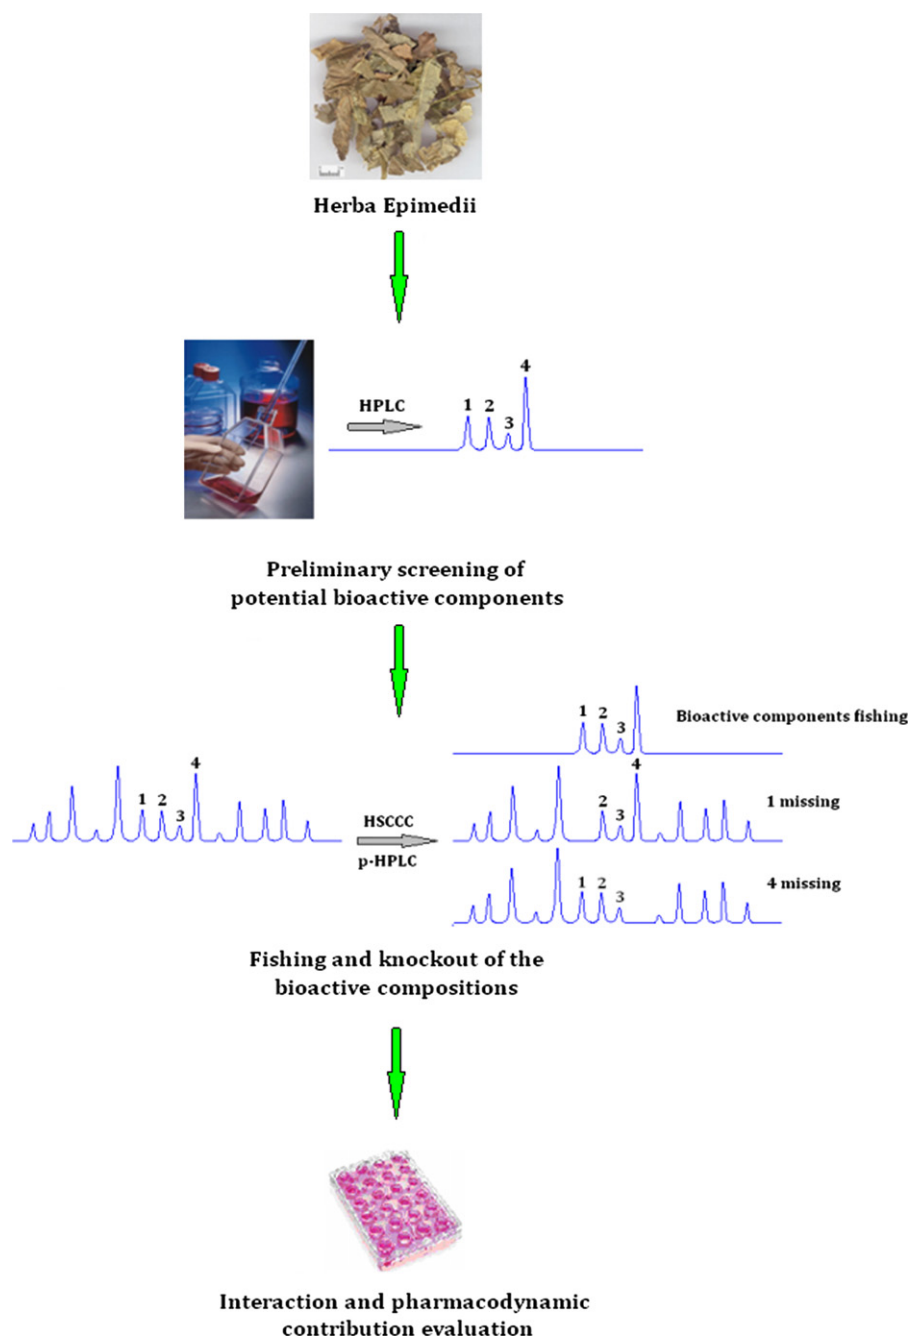 Herba Epimedii
4
HPLC
1 2
3
Preliminary screening of
potential bioactive components
1 2
3
Bioactive components fishing
4
1 2
3
HSCCC
p-HPLC
4
2 3
1 missing
1 2
3
4 missing
Fishing and knockout of the
bioactive compositions
Interaction and pharmacodynamic
contribution evaluation